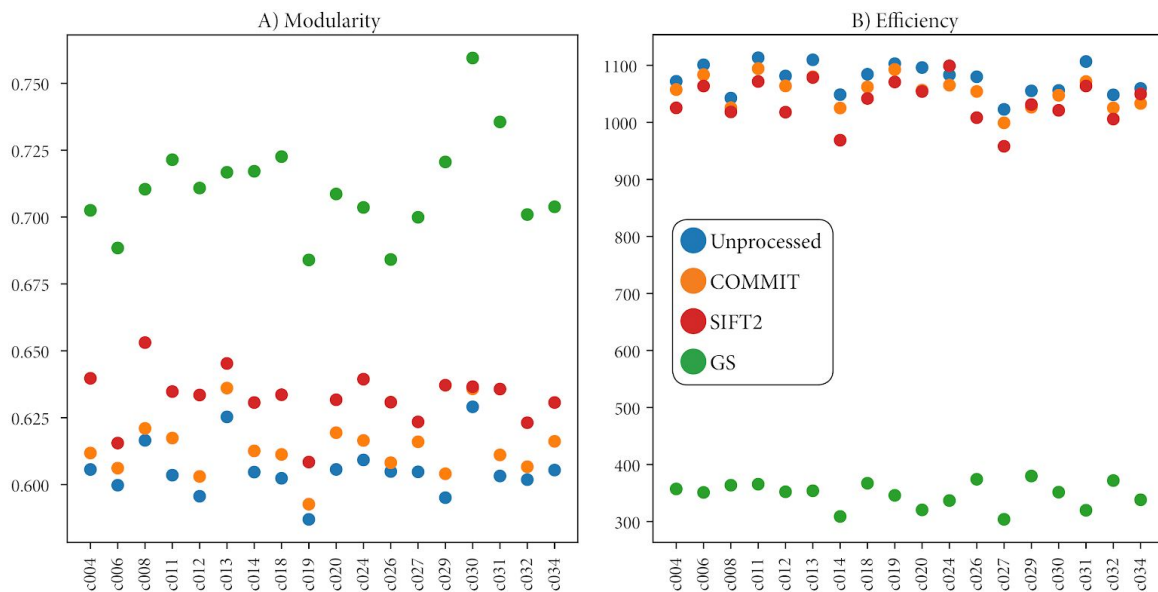 A) Modularity
0.750
0.725
0.700
0.675
0.650
0.625
0.600
c004
c006
c008
c011
c012
c013
c014
c018
c019
c020
c024
c026
c027
c029
c030
c031
c032
c034
B) Efficiency
1100
1000
900
800
700
600
500
400
300
Unprocessed
COMMIT
SIFT2
GS
c004
c006
c008
c011
c012
c013
c014
c018
c019
c020
c024
c026
c027
c029
c030
c031
c032
c034